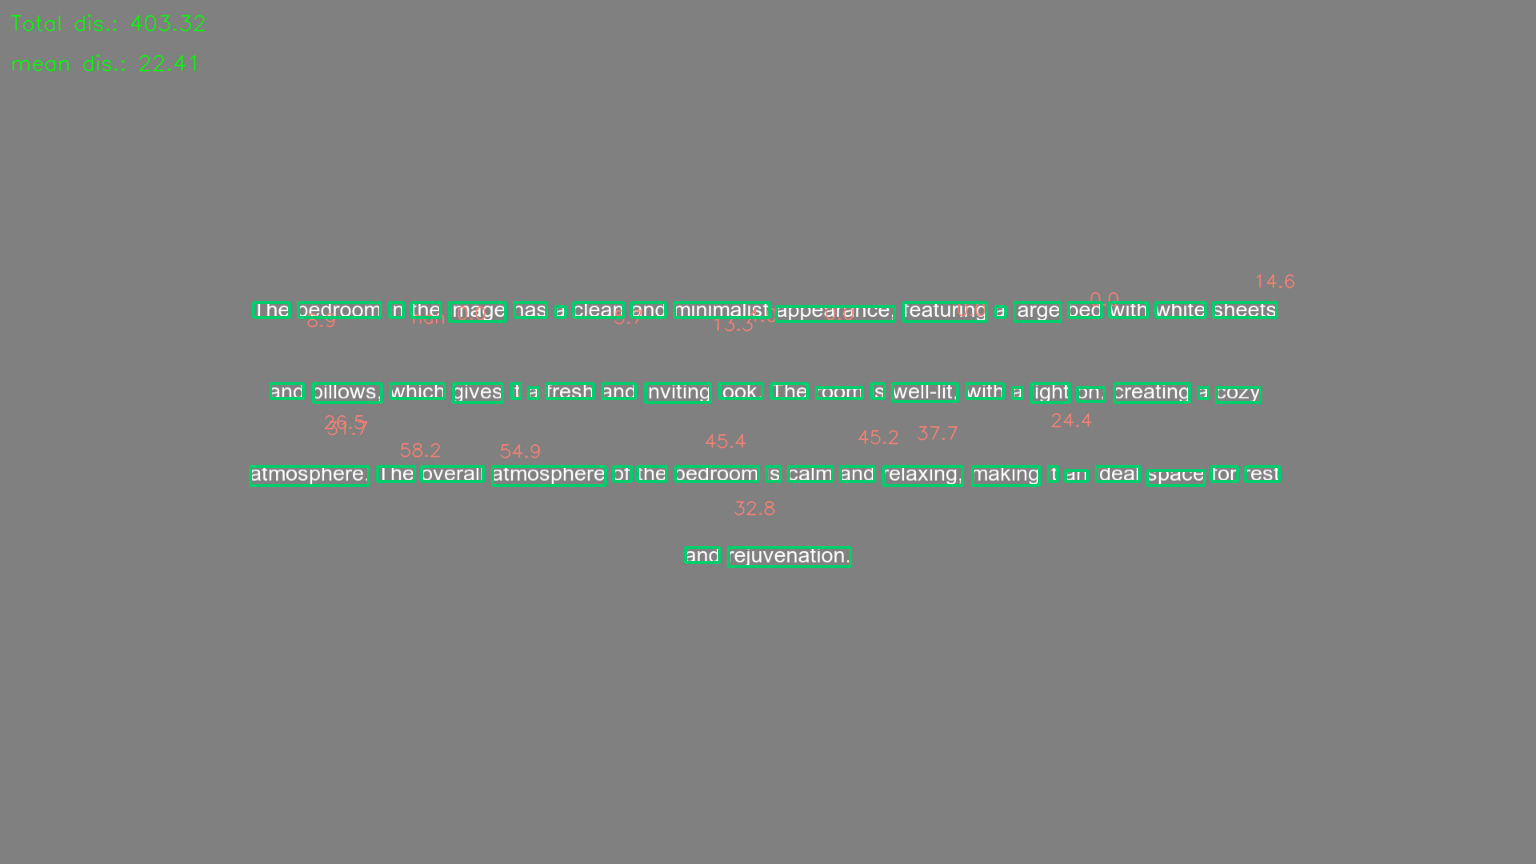 Total dis.: 403.32
mean dis.: 22.41
14.6
0.0
The bedroom in the image has a clean and minimalist appearance, featuring a large bed with white sheets
8.9 nan 5.7 13.3
and pillows, which gives it a fresh and inviting look. The room is well-lit, with a light on, creating a cozy
26.5 31.7 58.2 54.9 45.4 45.2 37.7 24.4
atmosphere. The overall atmosphere of the bedroom is calm and relaxing, making it an ideal space for rest
32.8
and rejuvenation.